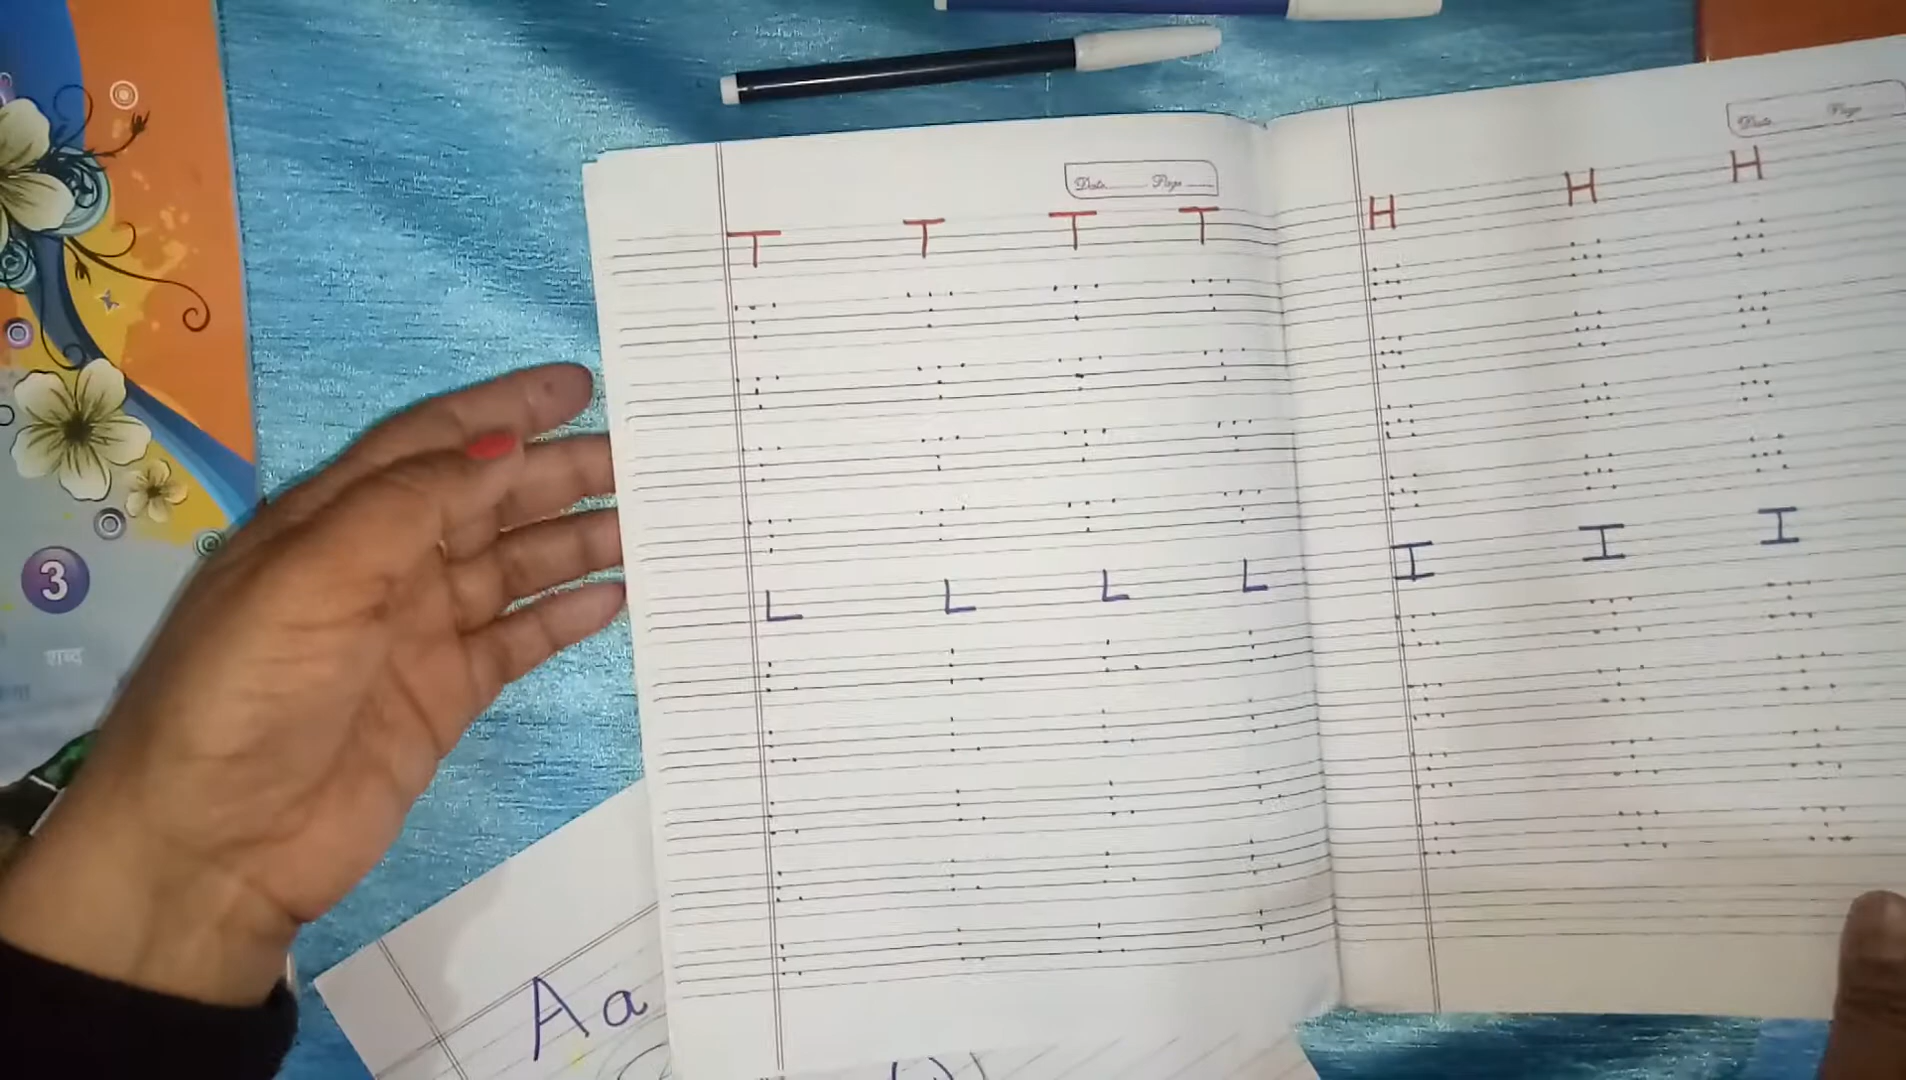 Date Page
T T T T
L L L L
Date Page
H H H
I I I
3
शब्द
Aa